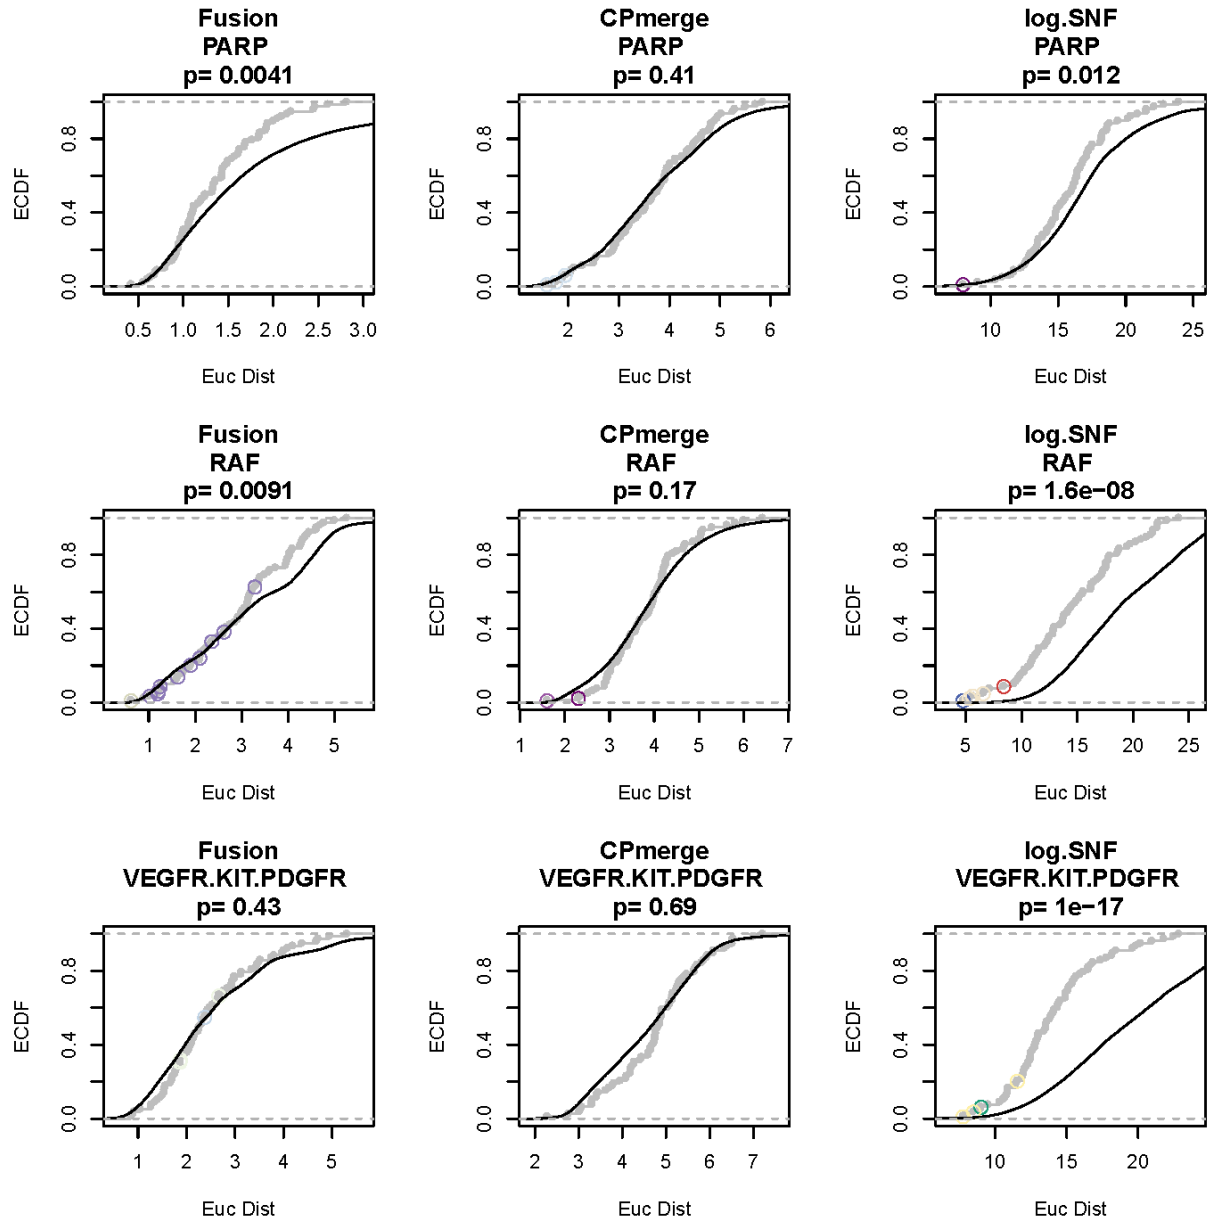 Fusion
PARP
p= 0.0041
CPmerge
PARP
p= 0.41
log.SNF
PARP
p= 0.012
ECDF
0.0 0.4 0.8
0.5 1.0 1.5 2.0 2.5 3.0
Euc Dist
ECDF
0.0 0.4 0.8
2 3 4 5 6
Euc Dist
ECDF
0.0 0.4 0.8
10 15 20 25
Euc Dist
Fusion
RAF
p= 0.0091
CPmerge
RAF
p= 0.17
log.SNF
RAF
p= 1.6e−08
ECDF
0.0 0.4 0.8
1 2 3 4 5
Euc Dist
ECDF
0.0 0.4 0.8
1 2 3 4 5 6 7
Euc Dist
ECDF
0.0 0.4 0.8
5 10 15 20 25
Euc Dist
Fusion
VEGFR.KIT.PDGFR
p= 0.43
CPmerge
VEGFR.KIT.PDGFR
p= 0.69
log.SNF
VEGFR.KIT.PDGFR
p= 1e−17
ECDF
0.0 0.4 0.8
1 2 3 4 5
Euc Dist
ECDF
0.0 0.4 0.8
2 3 4 5 6 7
Euc Dist
ECDF
0.0 0.4 0.8
10 15 20
Euc Dist